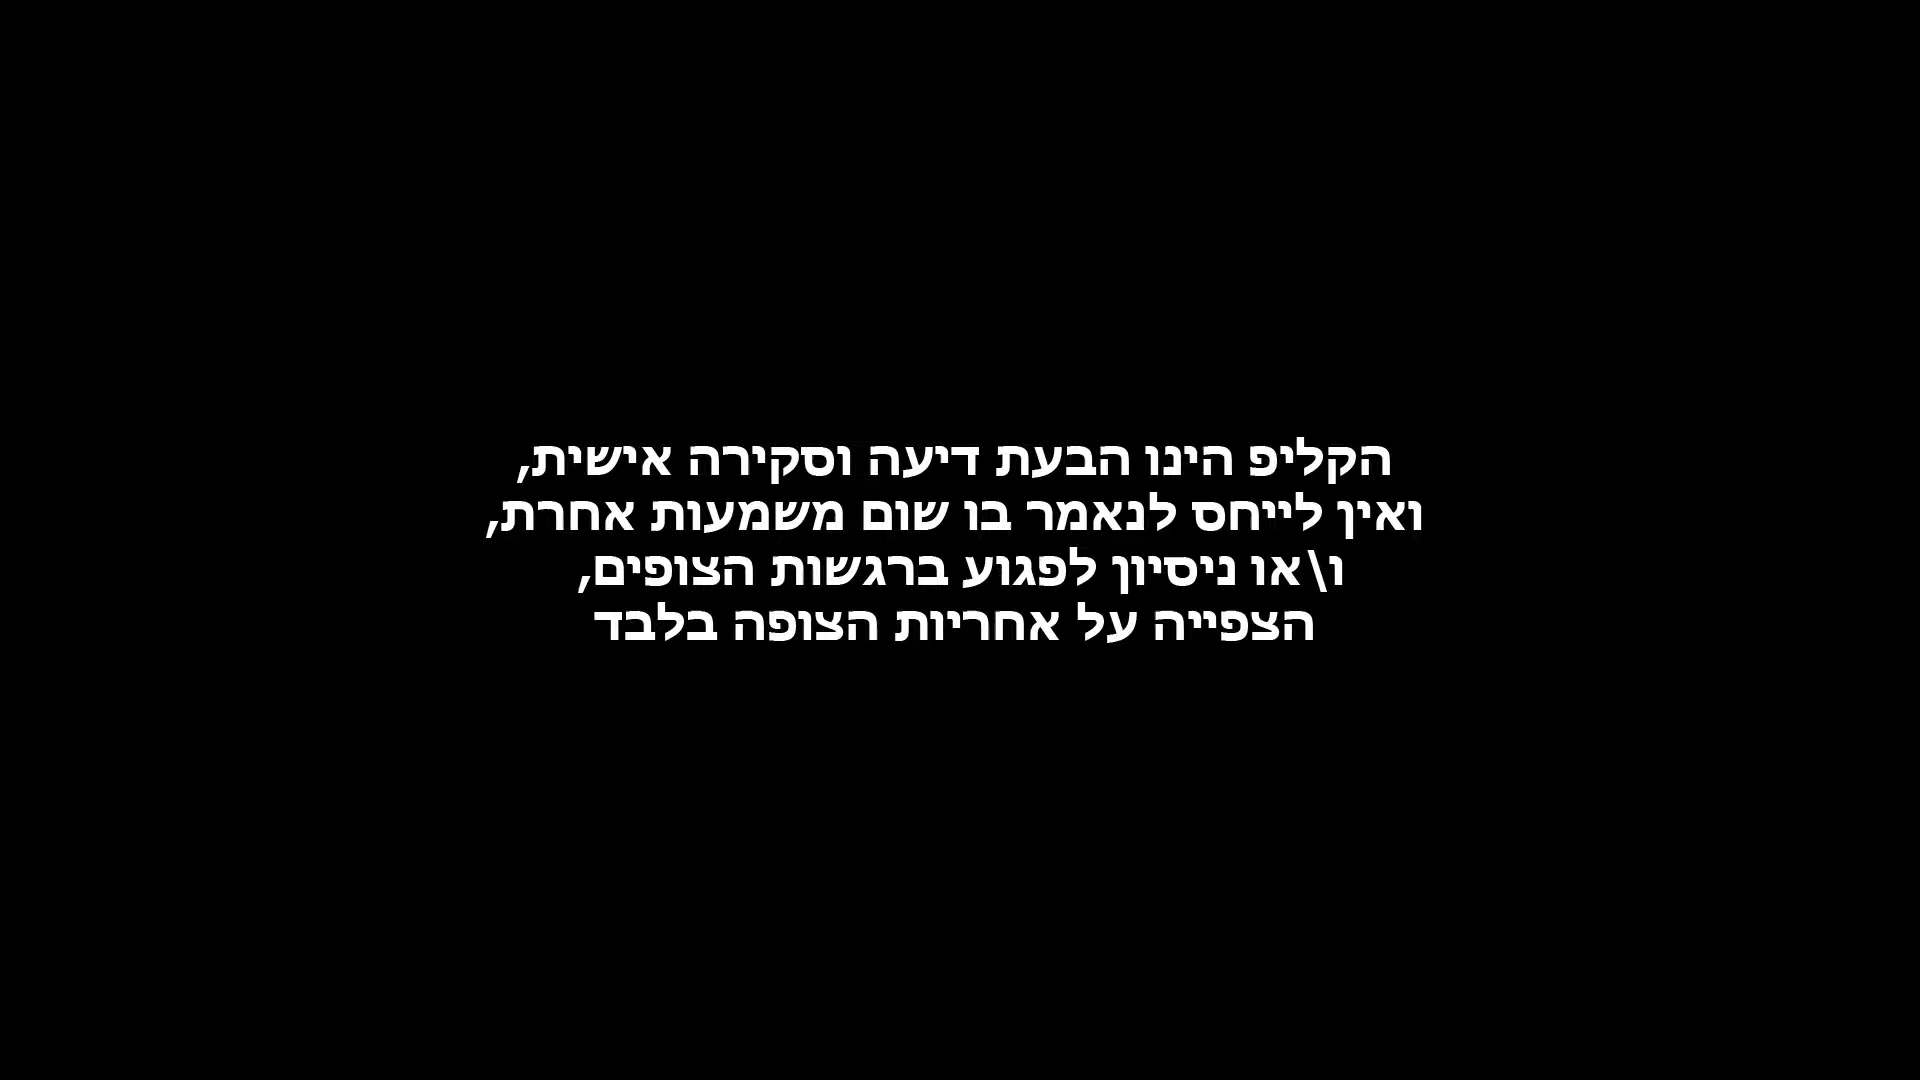 הקליפ הינו הבעת דיעה וסקירה אישית,
ואין לייחס לנאמר בו שום משמעות אחרת,
ו\או ניסיון לפגוע ברגשות הצופים,
הצפייה על אחריות הצופה בלבד